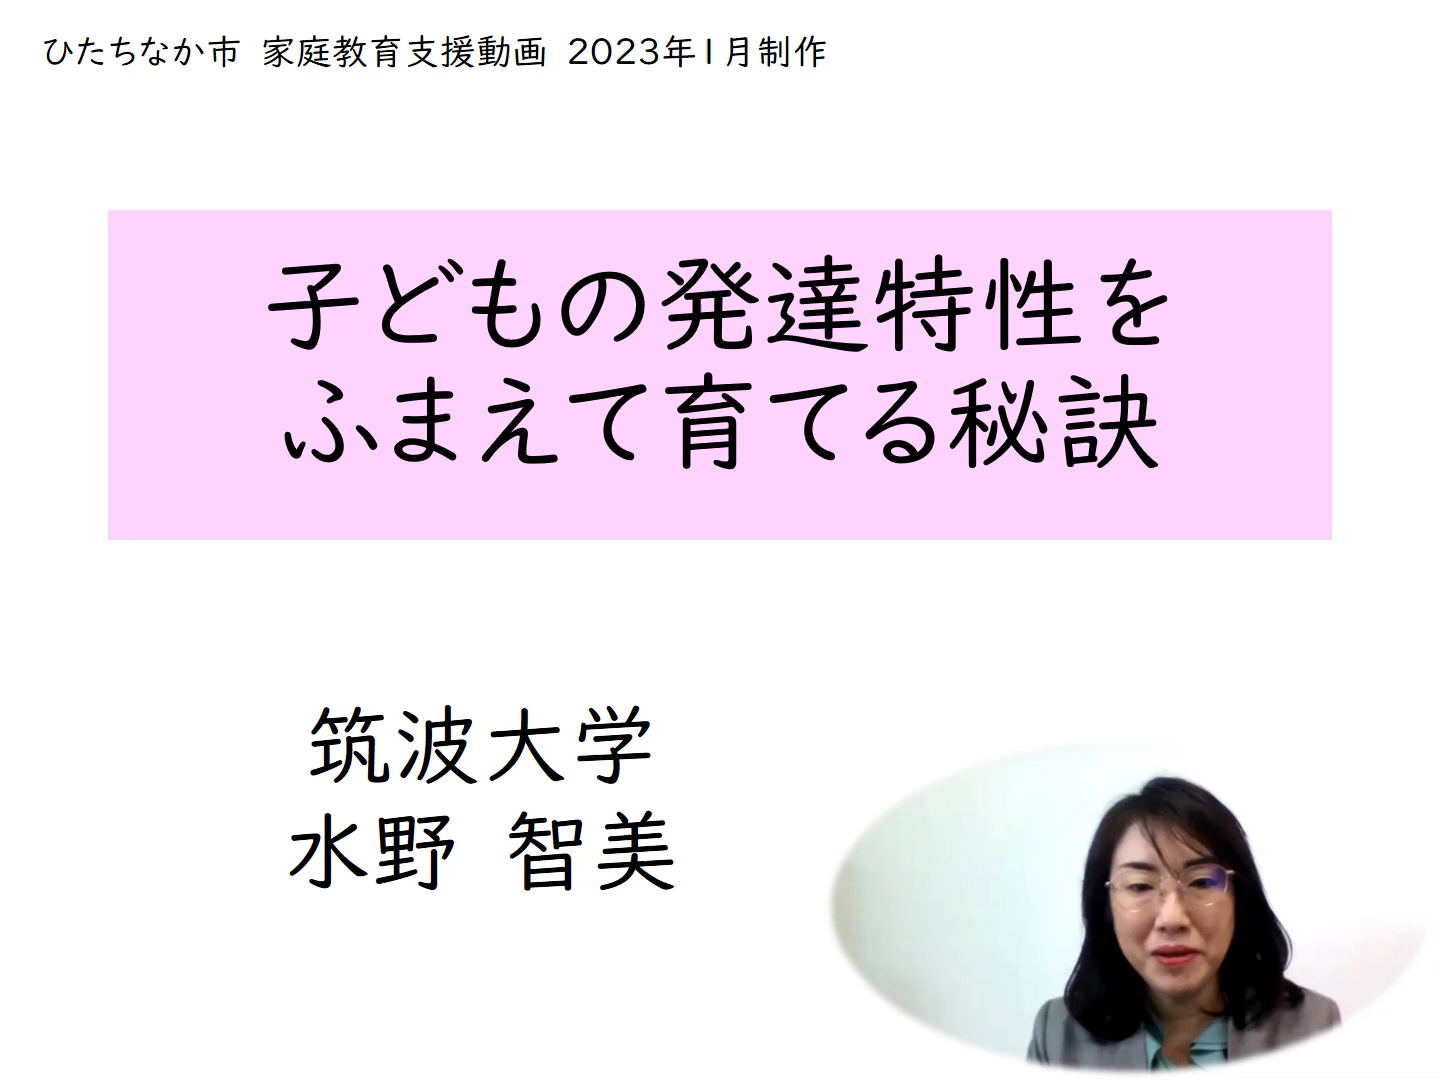 ひたちなか市 家庭教育支援動画 2023年1月制作
子どもの発達特性を
ふまえて育てる秘訣
筑波大学
水野 智美